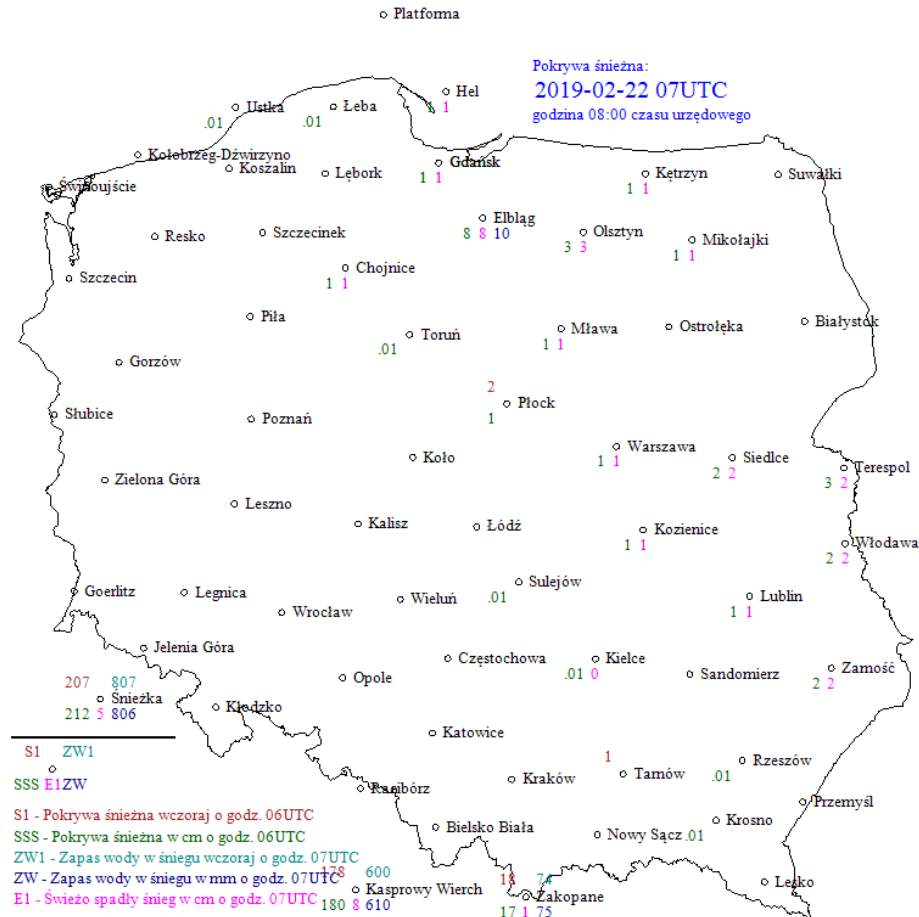 Platforma
Pokrywa śnieżna:
2019-02-22 07UTC
godzina 08:00 czasu urzędowego
Hel
1 1
Ustka
.01
Łeba
.01
Kołobrzeg-Dźwirzyno
Koszalin
Lębork
Gdańsk
1 1
Kętrzyn
1 1
Suwałki
Świnoujście
Resko
Szczecinek
Elbląg
8 8 10
Olsztyn
3 3
Mikołajki
1 1
Szczecin
Chojnice
1 1
Piła
Toruń
.01
Mława
1 1
Ostrołęka
Białystok
Gorzów
2
Płock
1
Słubice
Poznań
Koło
Warszawa
1 1
Siedlce
2 2
Terespol
3 2
Zielona Góra
Leszno
Kalisz
Łódź
Kozienice
1 1
Włodawa
2 2
Goerlitz
Legnica
Wrocław
Wieluń
Sulejów
.01
Lublin
1 1
Jelenia Góra
Opole
Częstochowa
Kielce
.01 0
Sandomierz
Zamość
2 2
207 807
Śnieżka
212 5 806
Kłodzko
Katowice
S1 ZW1
SSS E1 ZW
Racibórz
Kraków
1
Tarnów
Rzeszów
.01
Przemyśl
S1 - Pokrywa śnieżna wczoraj o godz. 06UTC
SSS - Pokrywa śnieżna w cm o godz. 06UTC
ZW1 - Zapas wody w śniegu wczoraj o godz. 07UTC
ZW - Zapas wody w śniegu w mm o godz. 07UTC
E1 - Świeżo spadły śnieg w cm o godz. 07UTC
Bielsko Biała
Nowy Sącz
Krosno
.01
178 600
Kasprowy Wierch
180 8 610
18 74
Zakopane
17 1 75
Lesko